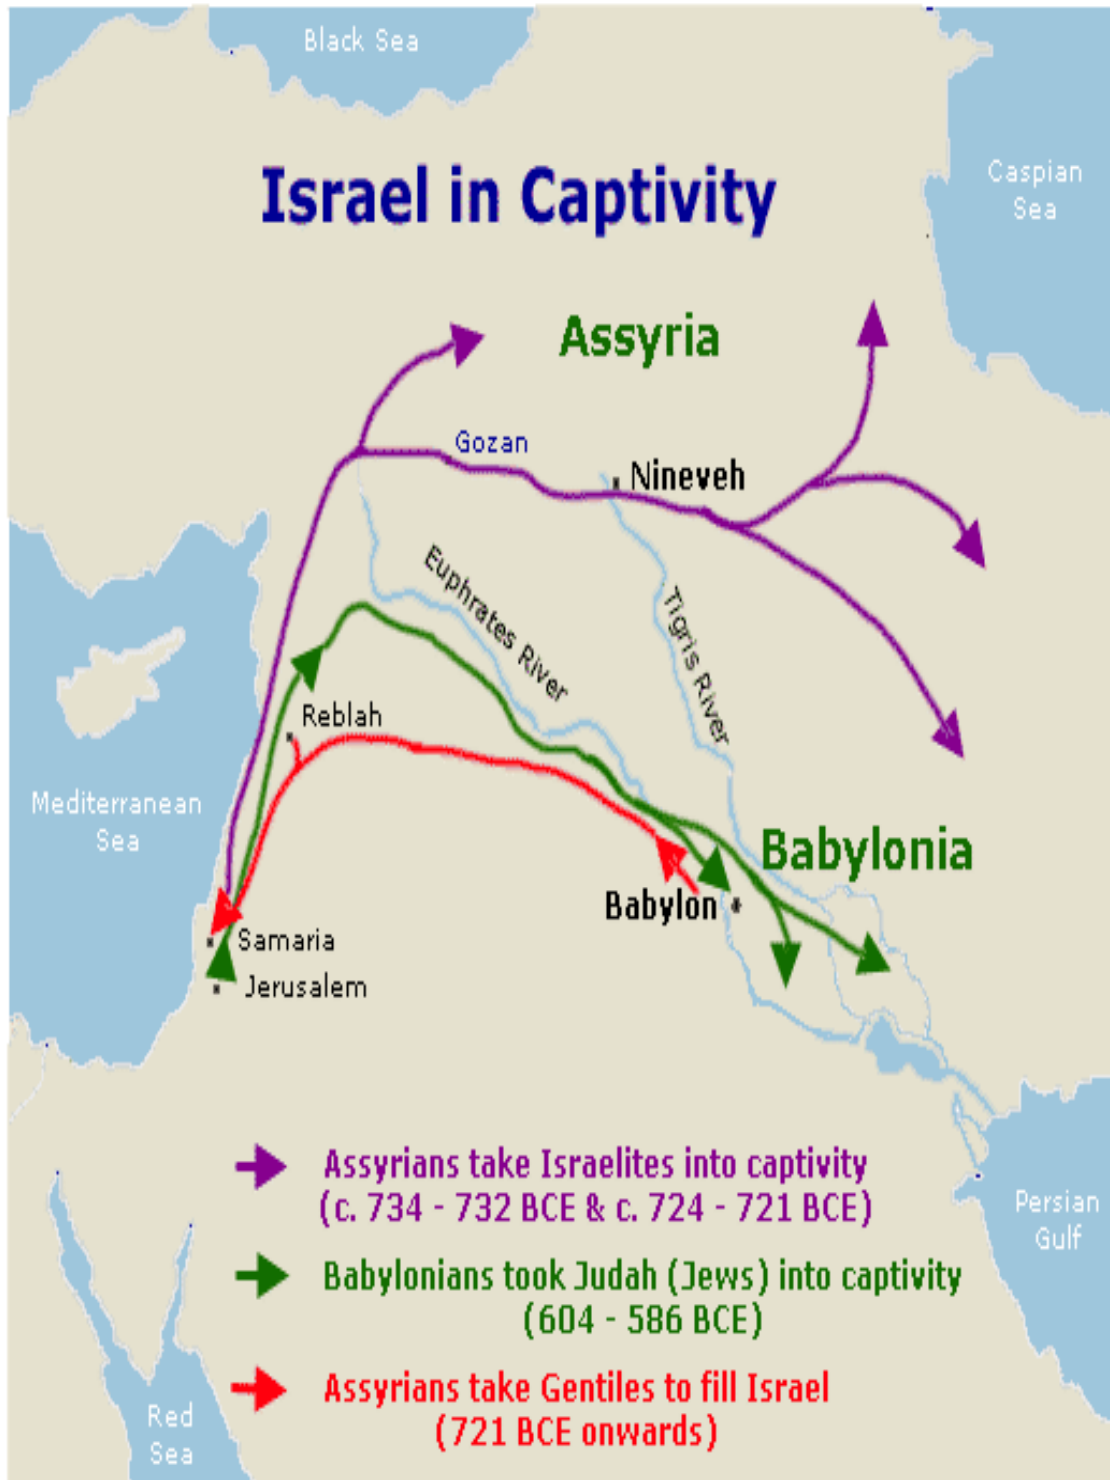 Black Sea
Caspian
Sea
Israel in Captivity
Assyria
Gozan
Nineveh
Euphrates River
Tigris River
Reblah
Mediterranean
Sea
Babylonia
Babylon
Samaria
Jerusalem
Assyrians take Israelites into captivity
(c. 734 - 732 BCE & c. 724 - 721 BCE)
Persian
Gulf
Babylonians took Judah (Jews) into captivity
(604 - 586 BCE)
Assyrians take Gentiles to fill Israel
(721 BCE onwards)
Red
Sea